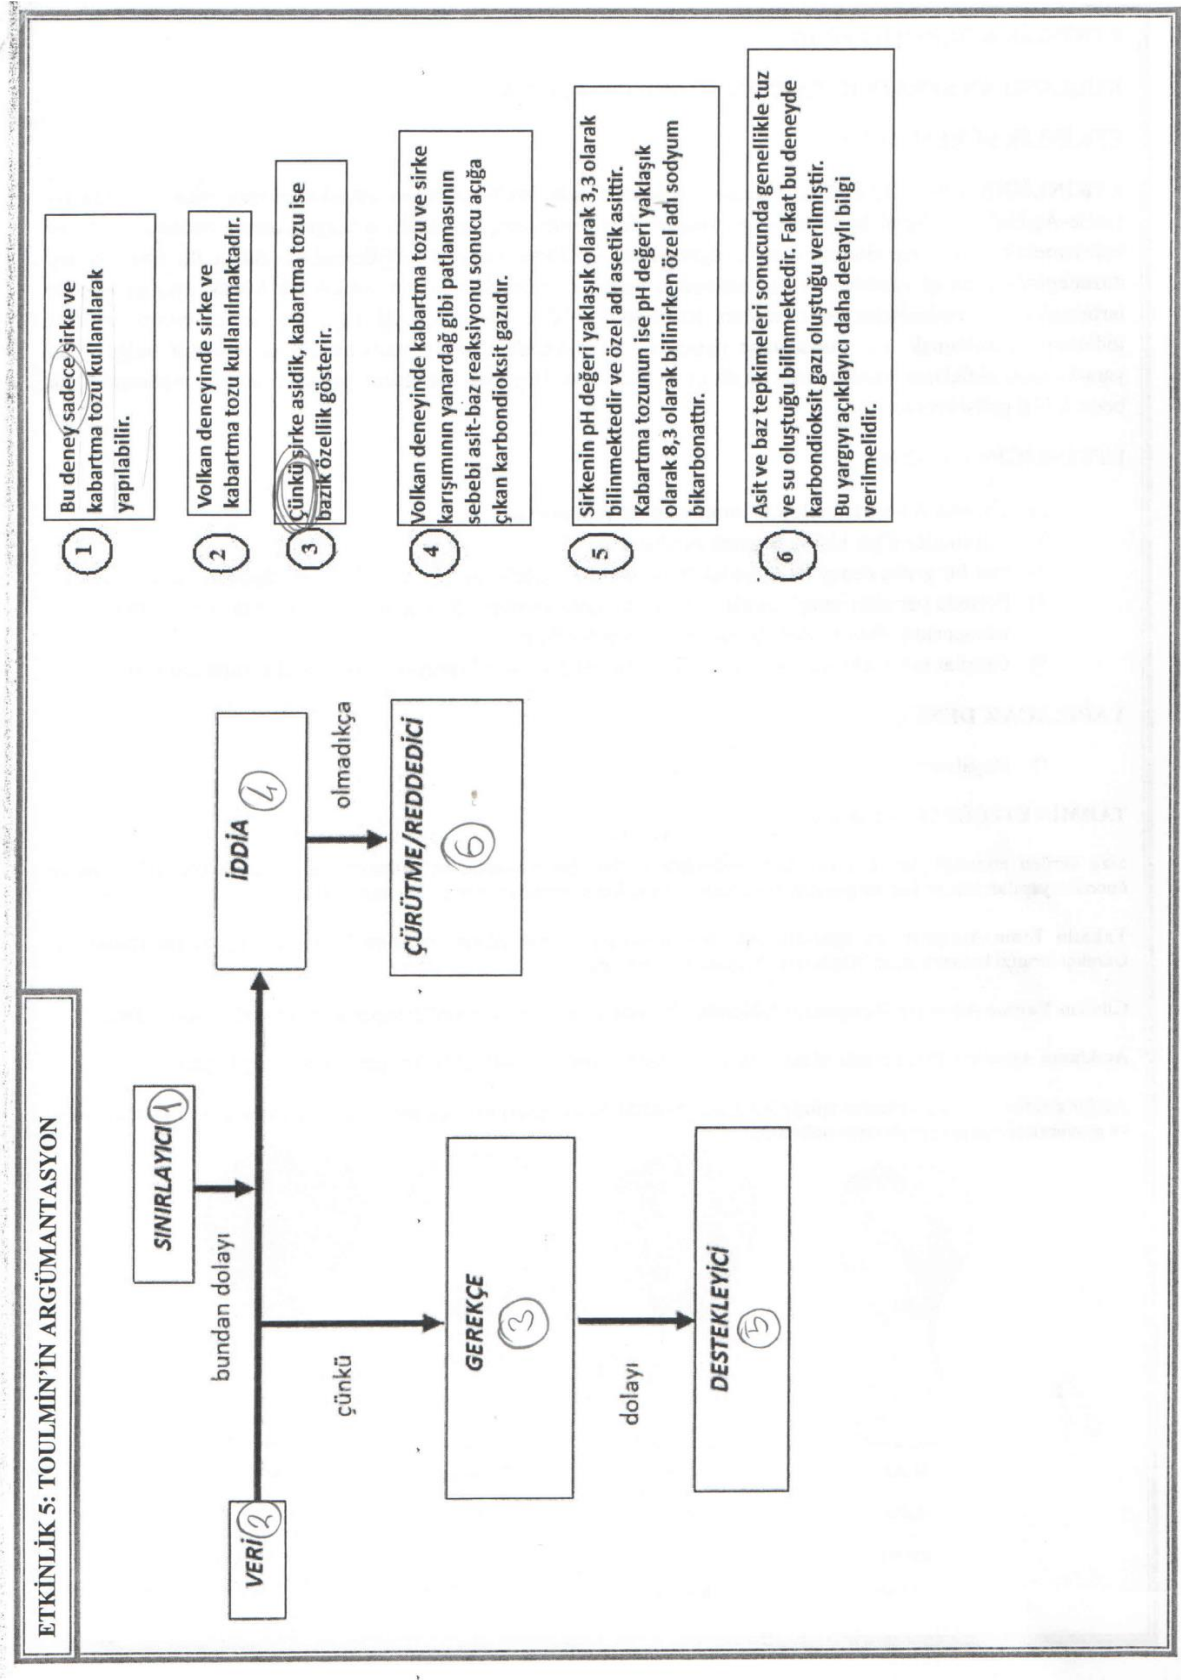 ETKİNLİK 5: TOULMİN'İN ARGÜMANTASYON
VERİ 2
bundan dolayı
SINIRLAYICI 1
İDDİA
4
olmadıkça
ÇÜRÜTME/REDDEDİCİ
6
çünkü
GEREKÇE
3
dolayı
DESTEKLEYİCİ
5
1
Bu deney sadece sirke ve
kabartma tozu kullanılarak
yapılabilir.
2
Volkan deneyinde sirke ve
kabartma tozu kullanılmaktadır.
3
Çünkü sirke asidik, kabartma tozu ise
bazik özellik gösterir.
4
Volkan deneyinde kabartma tozu ve sirke
karışımının yanardağ gibi patlamasının
sebebi asit-baz reaksiyonu sonucu açığa
çıkan karbondioksit gazıdır.
5
Sirkenin pH değeri yaklaşık olarak 3,3 olarak
bilinmektedir ve özel adı asetik asittir.
Kabartma tozunun ise pH değeri yaklaşık
olarak 8,3 olarak bilinirken özel adı sodyum
bikarbonattır.
6
Asit ve baz tepkimeleri sonucunda genellikle tuz
ve su oluştuğu bilinmektedir. Fakat bu deneyde
karbondioksit gazı oluştuğu verilmiştir.
Bu yargıyı açıklayıcı daha detaylı bilgi
verilmelidir.